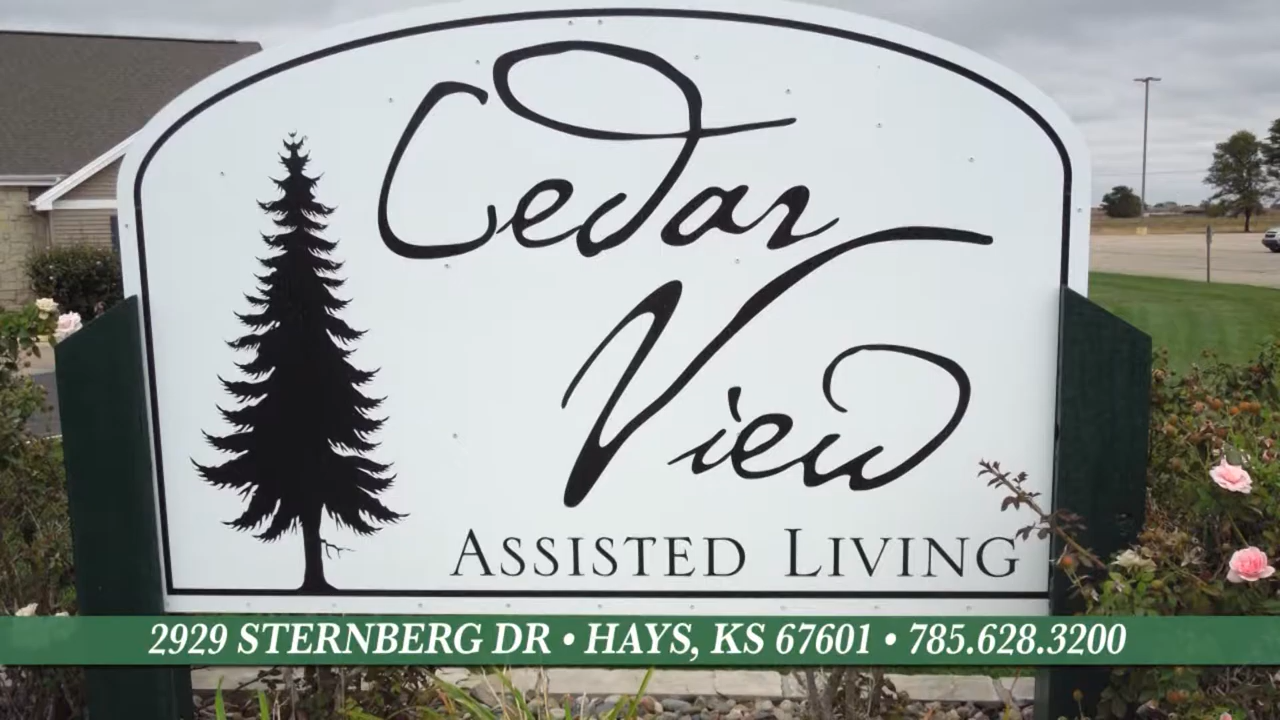 Cedar
View
ASSISTED LIVING
2929 STERNBERG DR • HAYS, KS 67601 • 785.628.3200